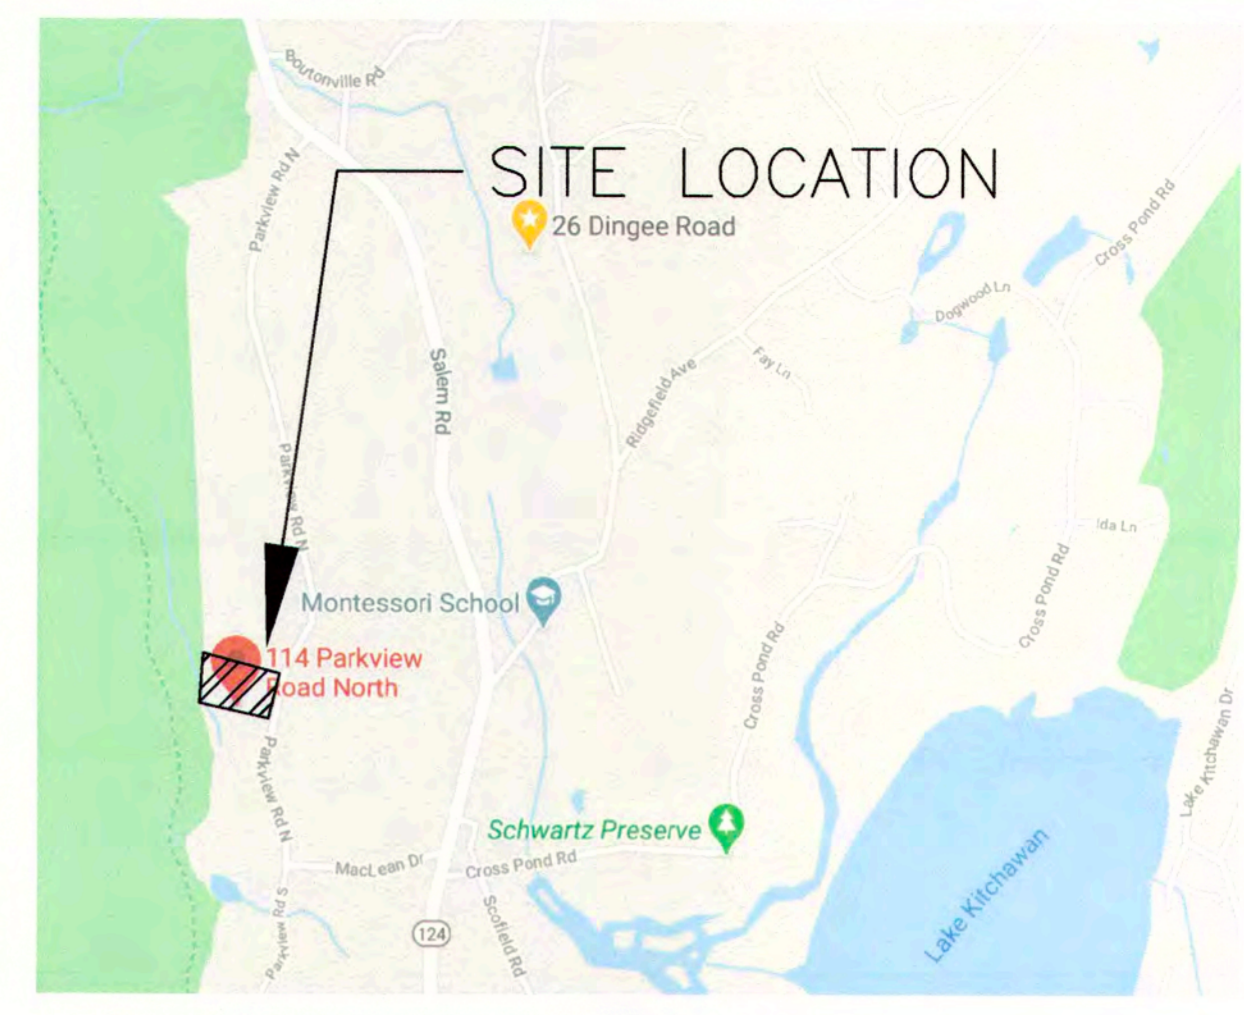 Boutonville Rd
Parkview Rd N
SITE LOCATION
26 Dingee Road
Cross Pond Rd
Dogwood Ln
Salem Rd
Ridgefield Ave
Fay Ln
Parkview Rd N
Ida Ln
Cross Pond Rd
Montessori School
114 Parkview
Road North
Cross Pond Rd
Parkview Rd N
Lake Kitchawan Dr
Schwartz Preserve
MacLean Dr
Cross Pond Rd
Lake Kitchawan
Parkview Rd S
124
Scofield Rd